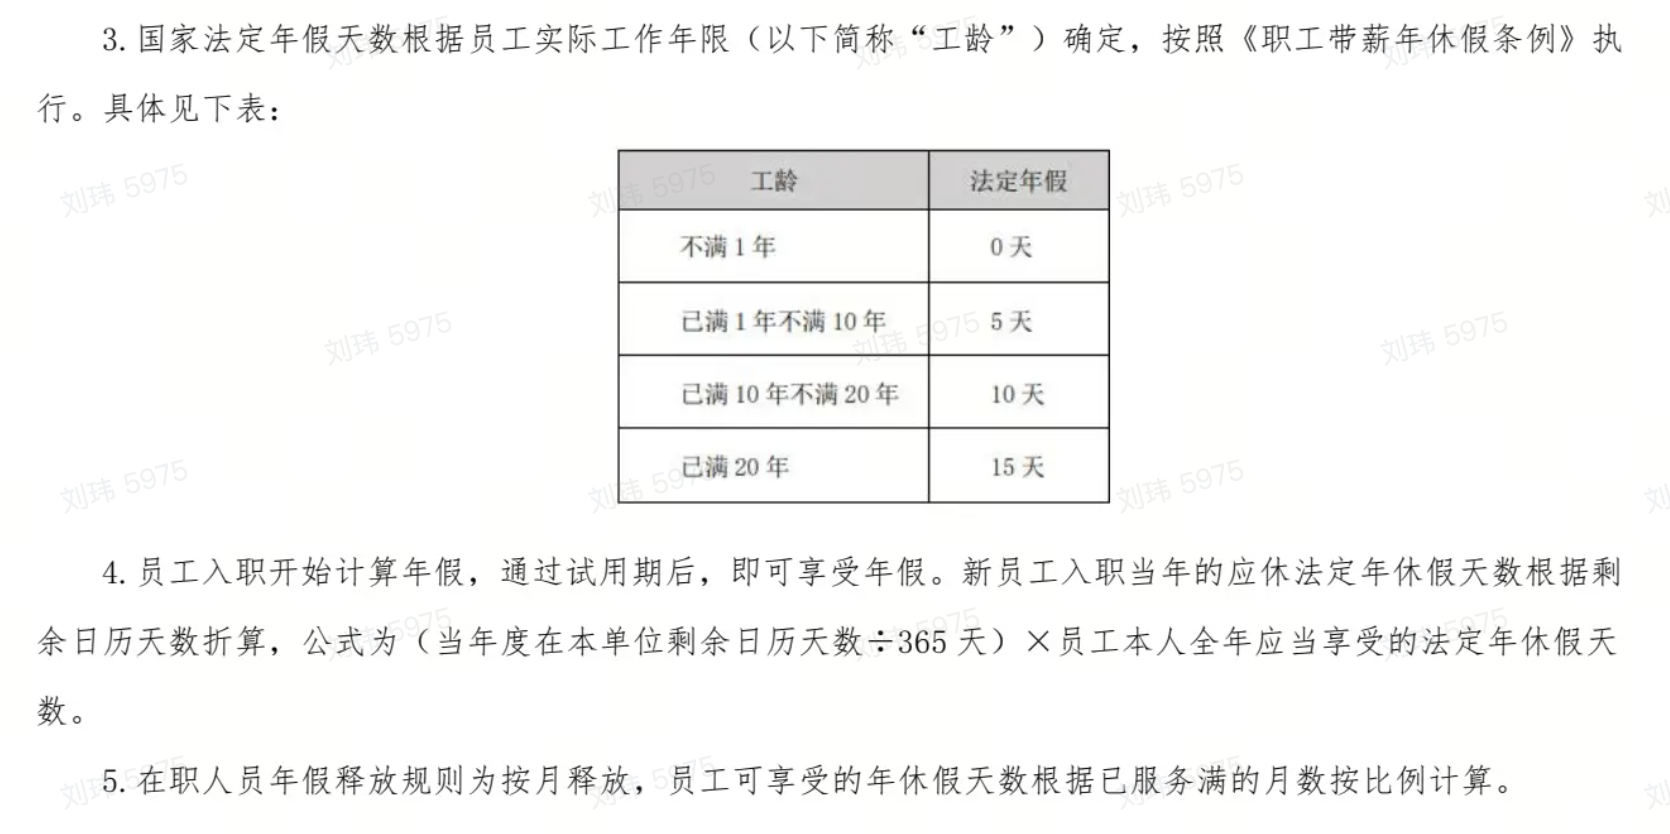 3. 国家法定年假天数根据员工实际工作年限（以下简称“工龄”）确定，按照《职工带薪年休假条例》执
行。具体见下表：
工龄 法定年假
不满 1 年 0 天
已满 1 年不满 10 年 5 天
已满 10 年不满 20 年 10 天
已满 20 年 15 天
4. 员工入职开始计算年假，通过试用期后，即可享受年假。新员工入职当年的应休法定年休假天数根据剩
余日历天数折算，公式为（当年度在本单位剩余日历天数÷365 天）×员工本人全年应当享受的法定年休假天
数。
5. 在职人员年假释放规则为按月释放，员工可享受的年休假天数根据已服务满的月数按比例计算。
刘玮 5975